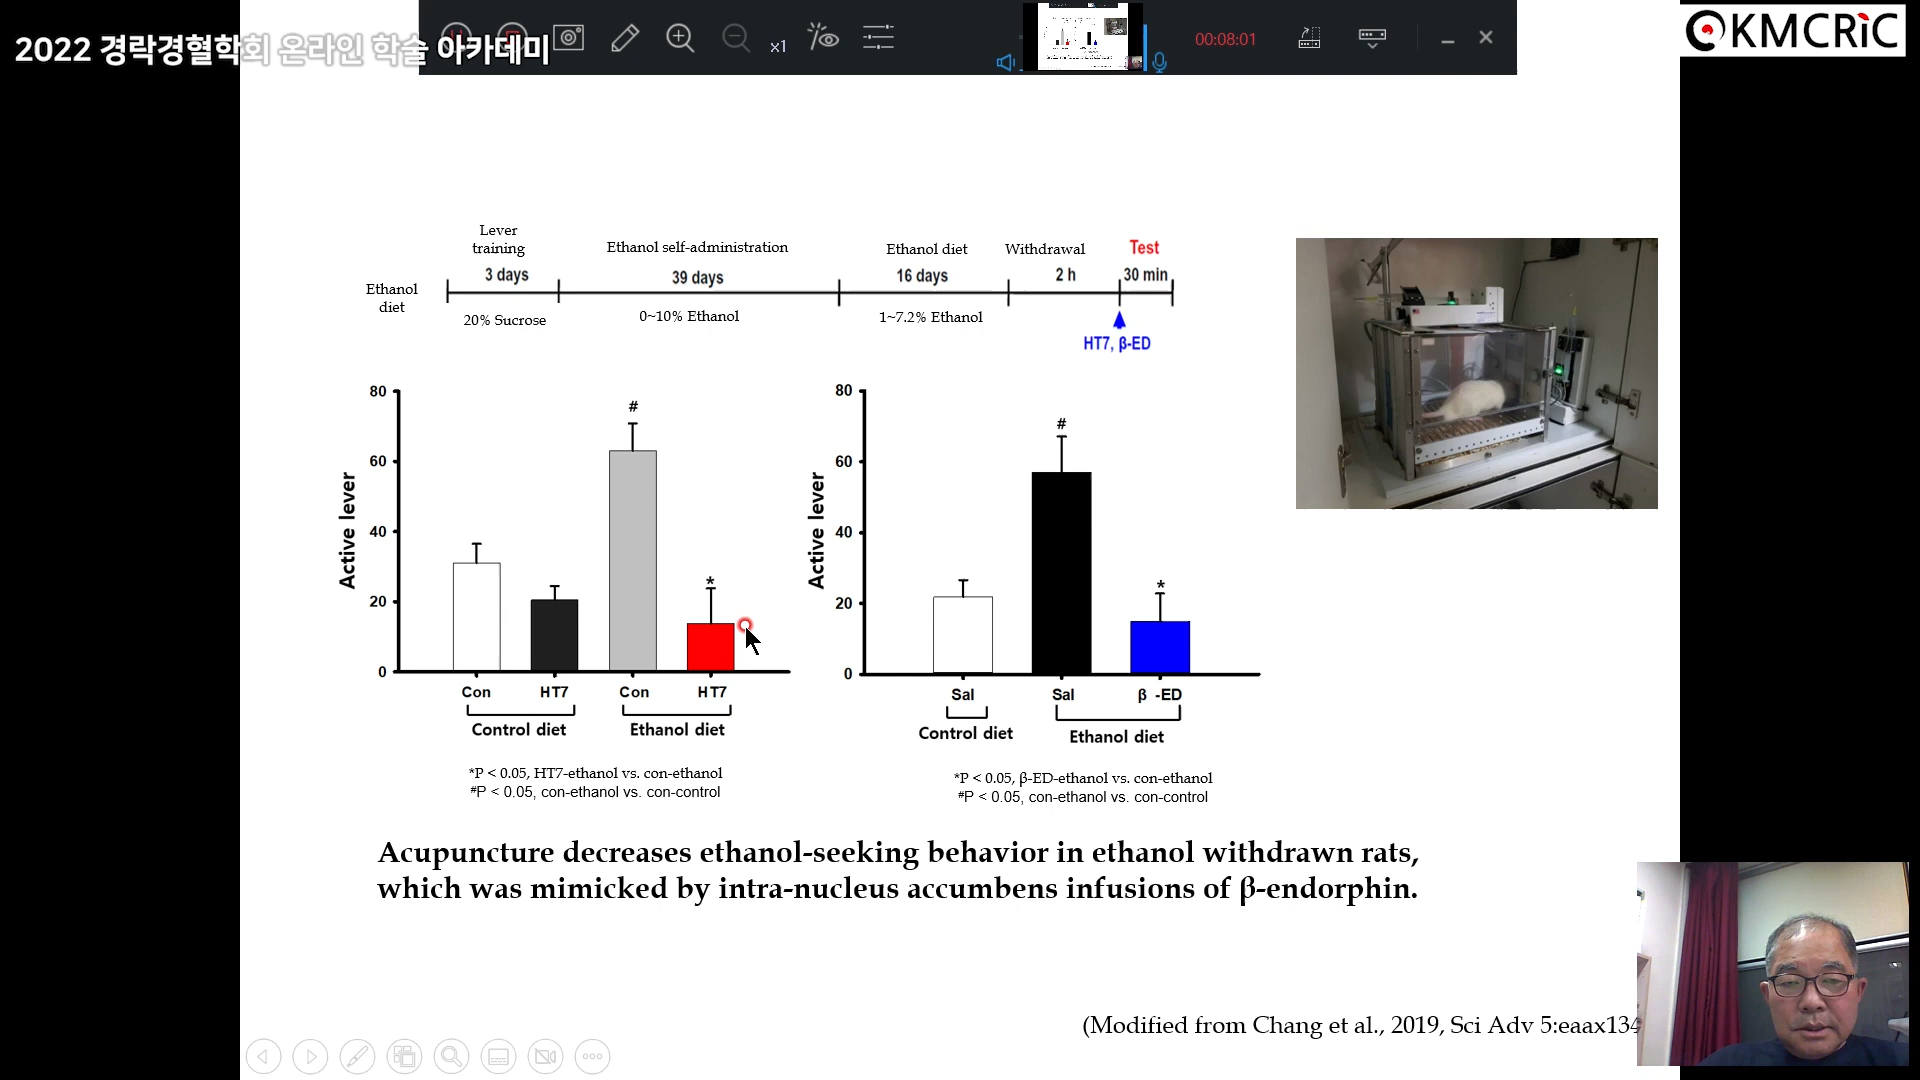 2022 경락경혈학회 온라인 학술 아카데미
x1
00:08:01
KMCRiC
Lever
training
Ethanol self-administration
Ethanol diet
Withdrawal
Test
3 days
39 days
16 days
2 h
30 min
Ethanol
diet
20% Sucrose
0~10% Ethanol
1~7.2% Ethanol
HT7, β-ED
80
60
40
20
0
Active lever
#
*
Con
HT7
Con
HT7
Control diet
Ethanol diet
*P < 0.05, HT7-ethanol vs. con-ethanol
#P < 0.05, con-ethanol vs. con-control
80
60
40
20
0
Active lever
#
*
Sal
Sal
β -ED
Control diet
Ethanol diet
*P < 0.05, β-ED-ethanol vs. con-ethanol
#P < 0.05, con-ethanol vs. con-control
Acupuncture decreases ethanol-seeking behavior in ethanol withdrawn rats,
which was mimicked by intra-nucleus accumbens infusions of β-endorphin.
(Modified from Chang et al., 2019, Sci Adv 5:eaax134